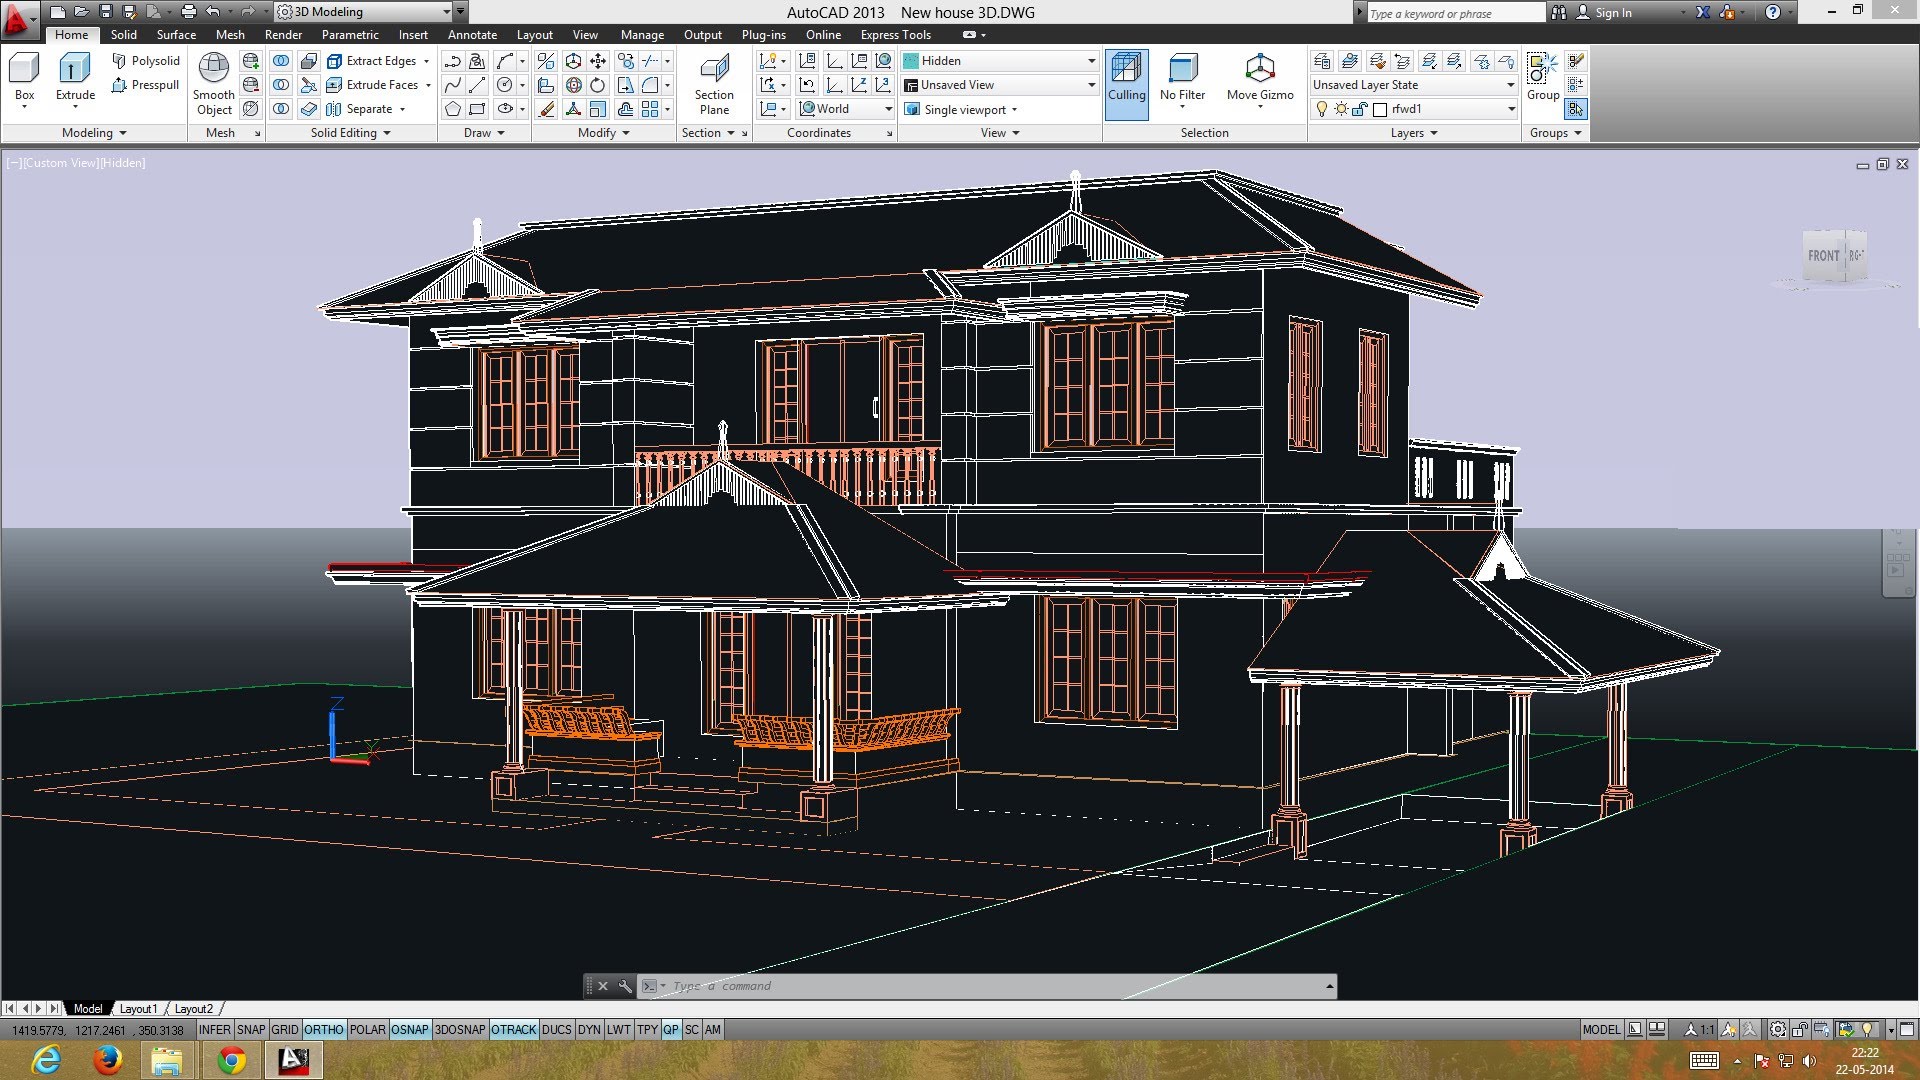 3D Modeling
AutoCAD 2013 New house 3D.DWG
Type a keyword or phrase
Sign In
Home Solid Surface Mesh Render Parametric Insert Annotate Layout View Manage Output Plug-ins Online Express Tools
Box
Extrude
Polysolid
Presspull
Modeling
Smooth Object
Mesh
Extract Edges
Extrude Faces
Separate
Solid Editing
Draw
Modify
Section Plane
Section
World
Coordinates
Hidden
Unsaved View
Single viewport
View
Culling
No Filter
Move Gizmo
Selection
Unsaved Layer State
rfwd1
Layers
Group
Groups
[−][Custom View][Hidden]
FRONT
Z
Y
Type a command
Model Layout1 Layout2
1419.5779, 1217.2461 , 350.3138 INFER SNAP GRID ORTHO POLAR OSNAP 3DOSNAP OTRACK DUCS DYN LWT TPY QP SC AM
MODEL
1:1
22:22
22-05-2014